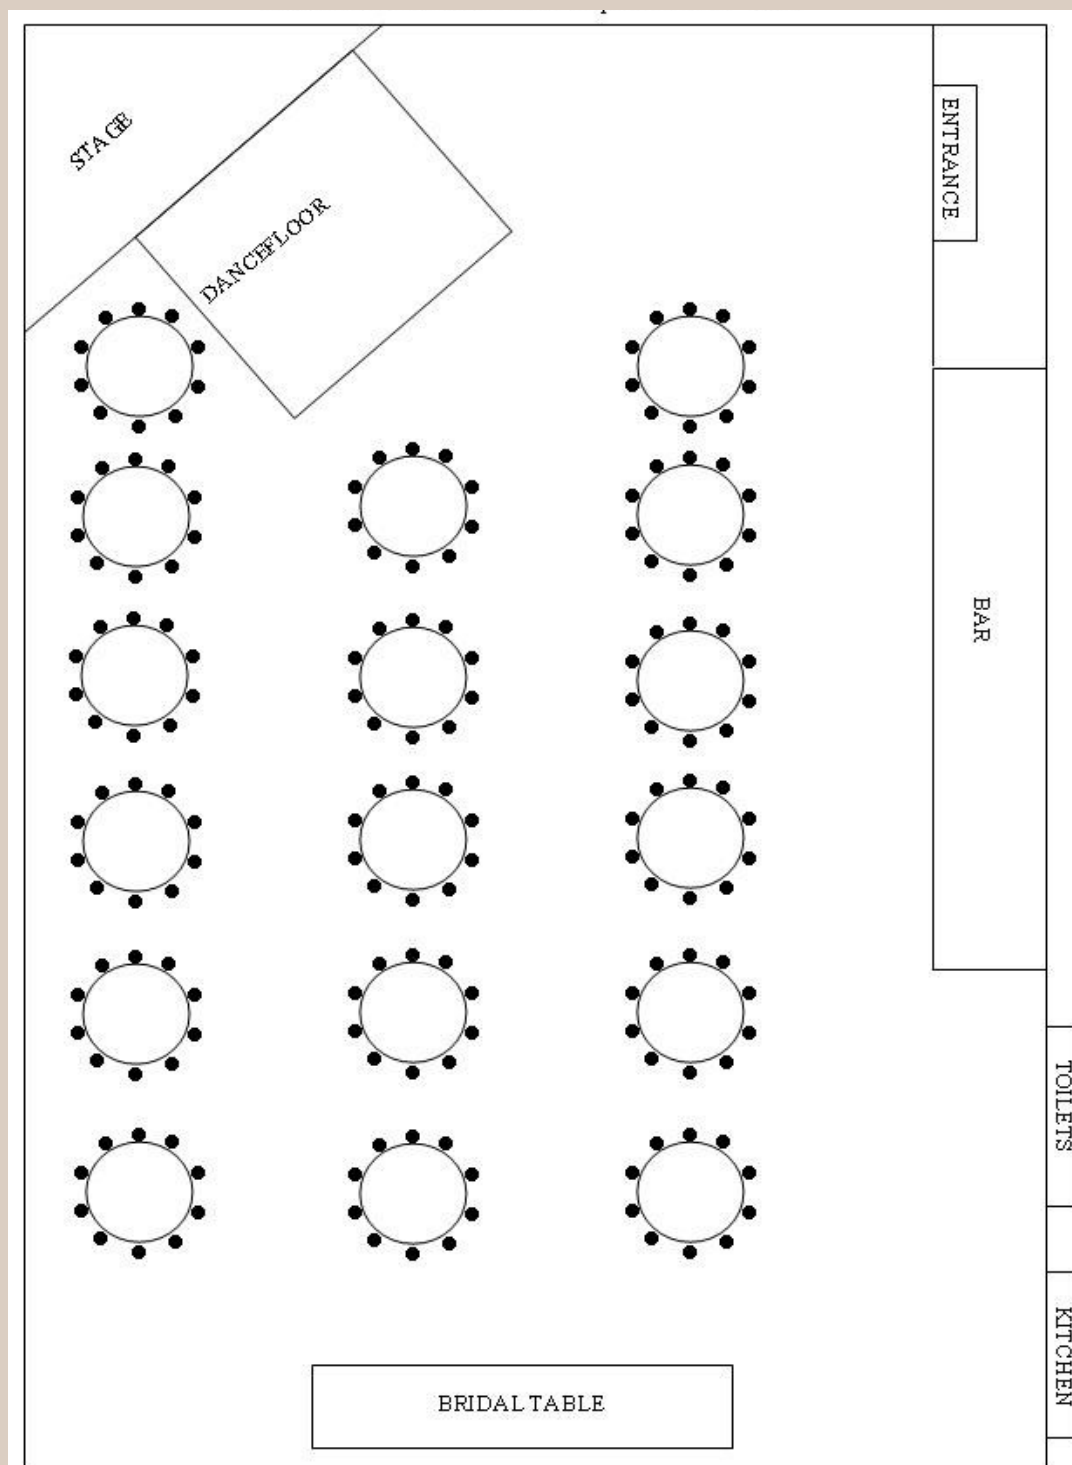 STAGE
DANCEFLOOR
ENTRANCE
BAR
TOILETS
KITCHEN
BRIDAL TABLE